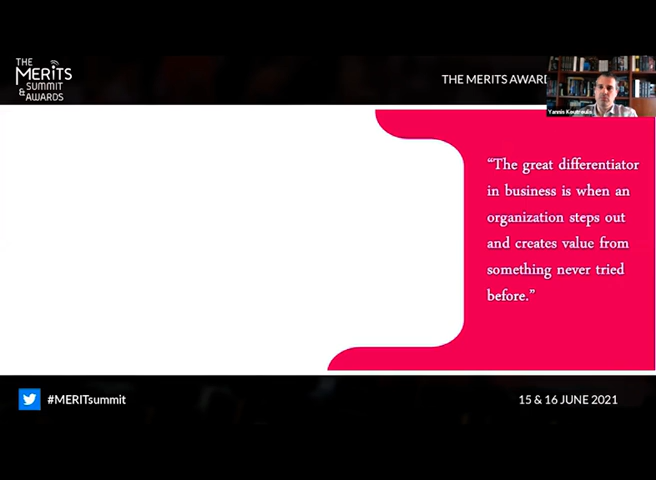 THE
MERITS
SUMMIT
& AWARDS
THE MERITS AWARD
Yannis
“The great differentiator
in business is when an
organization steps out
and creates value from
something never tried
before.”
#MERITsummit
15 & 16 JUNE 2021